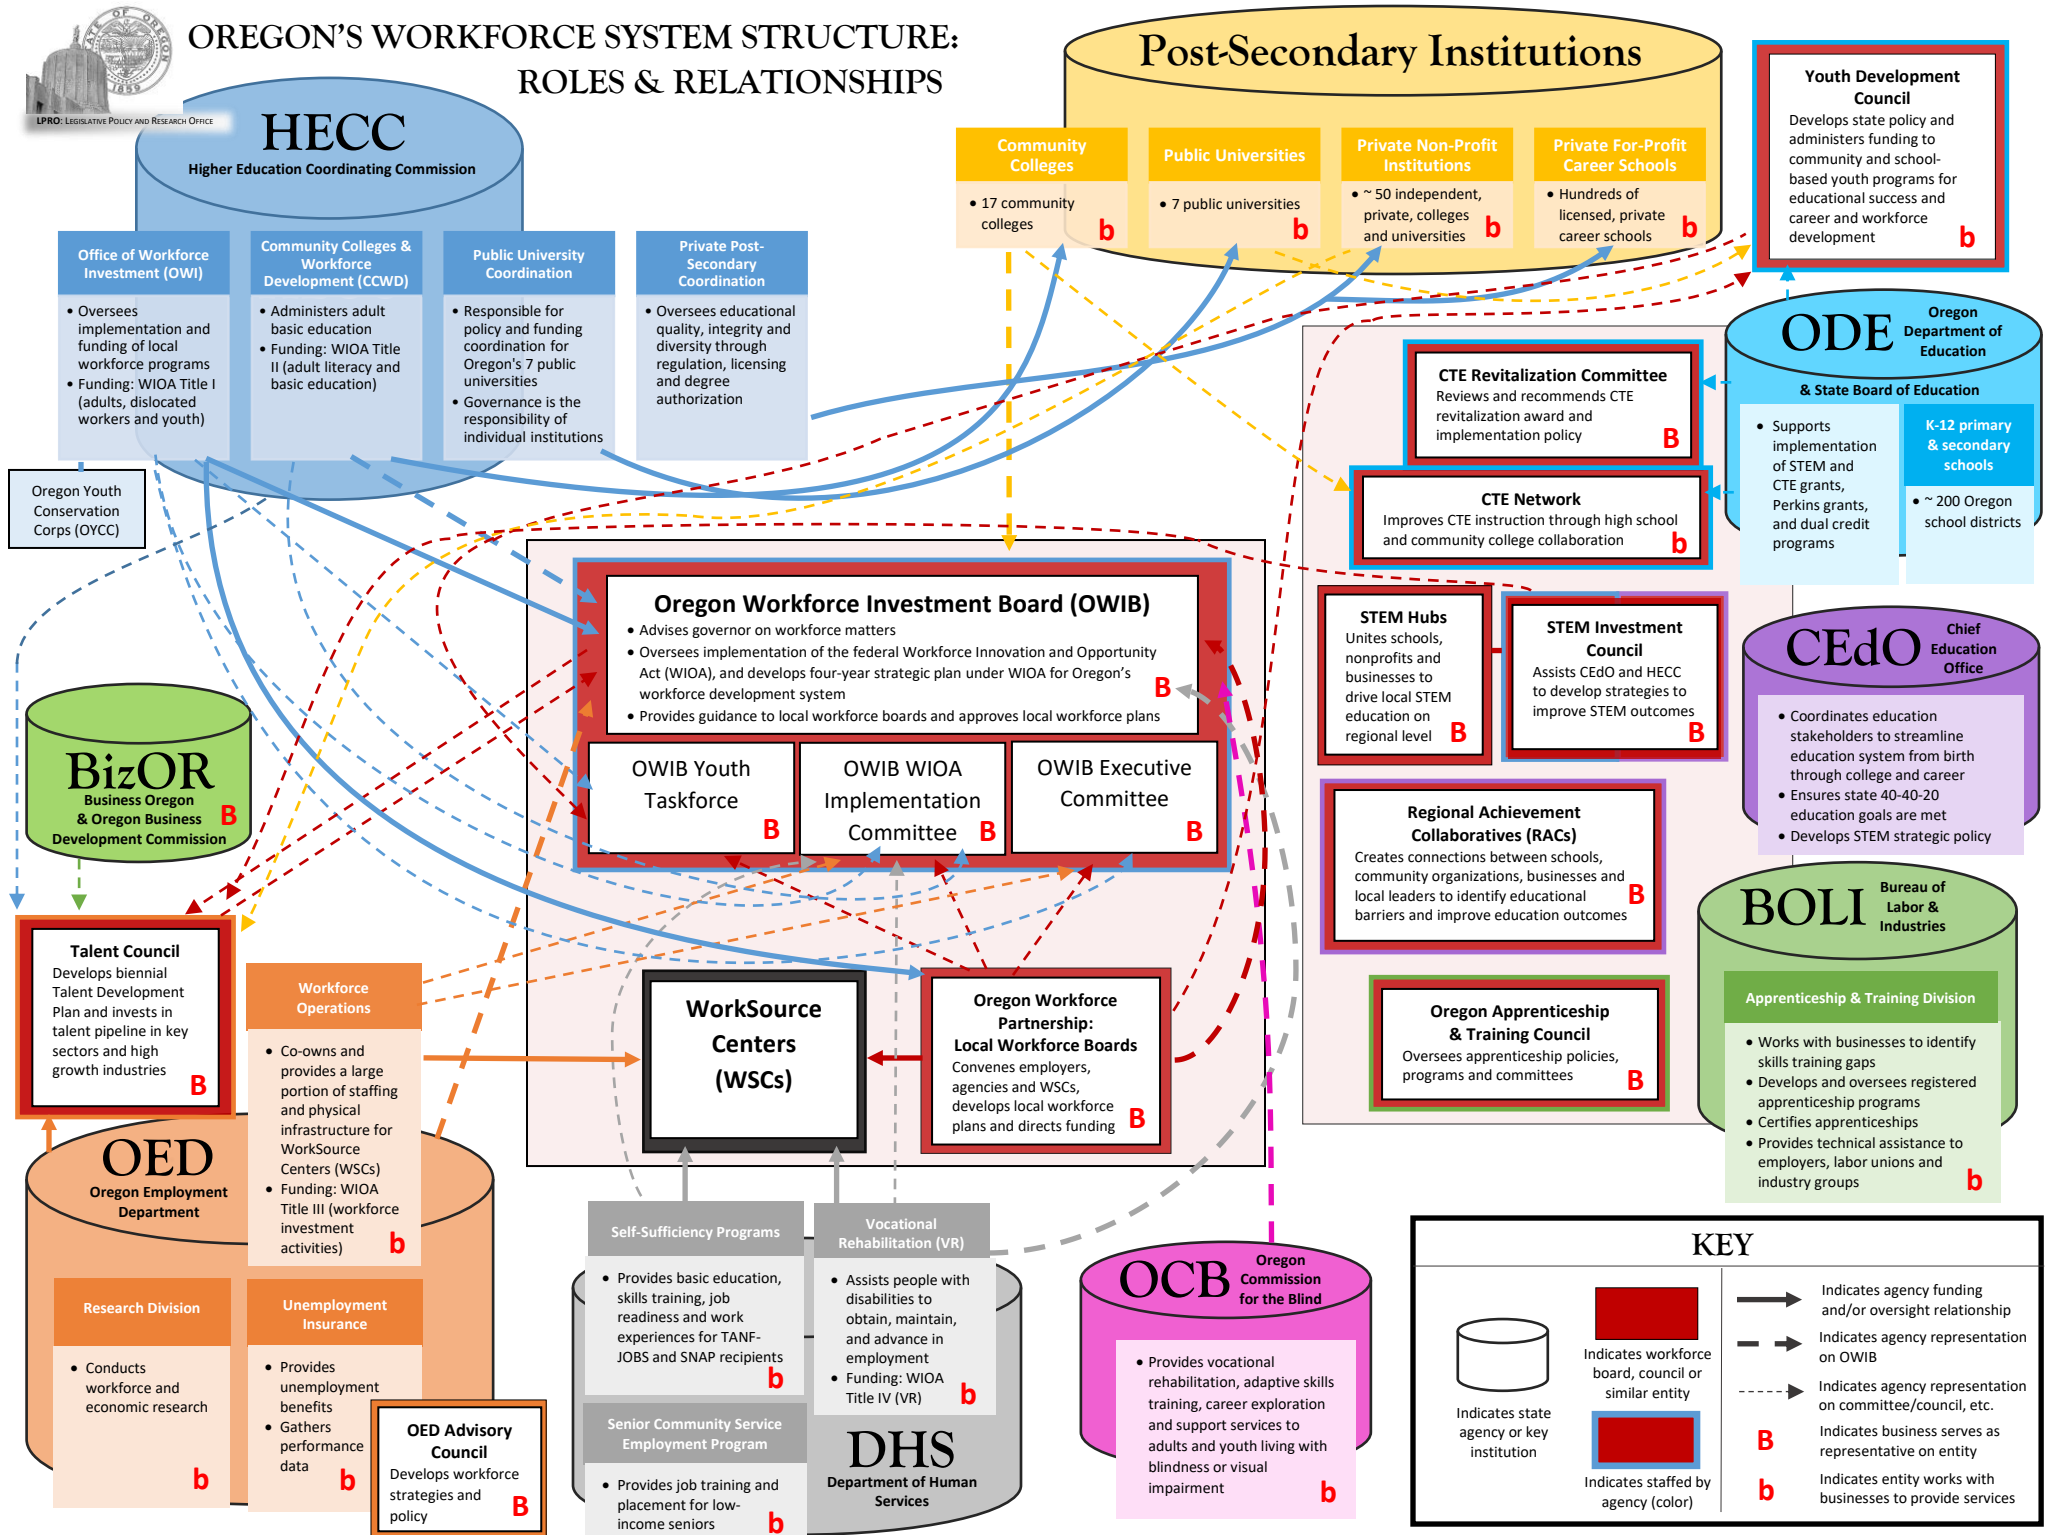 OREGON'S WORKFORCE SYSTEM STRUCTURE:
ROLES & RELATIONSHIPS
STATE OF OREGON
1859
LPRO: LEGISLATIVE POLICY AND RESEARCH OFFICE
HECC
Higher Education Coordinating Commission
Office of Workforce
Investment (OWI)
• Oversees
implementation and
funding of local
workforce programs
• Funding: WIOA Title I
(adults, dislocated
workers and youth)
Community Colleges &
Workforce
Development (CCWD)
• Administers adult
basic education
• Funding: WIOA Title
II (adult literacy and
basic education)
Public University
Coordination
• Responsible for
policy and funding
coordination for
Oregon's 7 public
universities
• Governance is the
responsibility of
individual institutions
Private Post-
Secondary
Coordination
• Oversees educational
quality, integrity and
diversity through
regulation, licensing
and degree
authorization
Oregon Youth
Conservation
Corps (OYCC)
Post-Secondary Institutions
Community
Colleges
• 17 community
colleges
b
Public Universities
• 7 public universities
b
Private Non-Profit
Institutions
• ~ 50 independent,
private, colleges
and universities
b
Private For-Profit
Career Schools
• Hundreds of
licensed, private
career schools
b
Youth Development
Council
Develops state policy and
administers funding to
community and school-
based youth programs for
educational success and
career and workforce
development
b
ODE
Oregon
Department of
Education
& State Board of Education
• Supports
implementation
of STEM and
CTE grants,
Perkins grants,
and dual credit
programs
K-12 primary
& secondary
schools
• ~ 200 Oregon
school districts
CTE Revitalization Committee
Reviews and recommends CTE
revitalization award and
implementation policy
B
CTE Network
Improves CTE instruction through high school
and community college collaboration
b
STEM Hubs
Unites schools,
nonprofits and
businesses to
drive local STEM
education on
regional level
B
STEM Investment
Council
Assists CEdO and HECC
to develop strategies to
improve STEM outcomes
B
Regional Achievement
Collaboratives (RACs)
Creates connections between schools,
community organizations, businesses and
local leaders to identify educational
barriers and improve education outcomes
B
Oregon Apprenticeship
& Training Council
Oversees apprenticeship policies,
programs and committees
B
CEdO
Chief
Education
Office
• Coordinates education
stakeholders to streamline
education system from birth
through college and career
• Ensures state 40-40-20
education goals are met
• Develops STEM strategic policy
BOLI
Bureau of
Labor &
Industries
Apprenticeship & Training Division
• Works with businesses to identify
skills training gaps
• Develops and oversees registered
apprenticeship programs
• Certifies apprenticeships
• Provides technical assistance to
employers, labor unions and
industry groups
b
Oregon Workforce Investment Board (OWIB)
• Advises governor on workforce matters
• Oversees implementation of the federal Workforce Innovation and Opportunity
Act (WIOA), and develops four-year strategic plan under WIOA for Oregon's
workforce development system
• Provides guidance to local workforce boards and approves local workforce plans
B
OWIB Youth
Taskforce
B
OWIB WIOA
Implementation
Committee
B
OWIB Executive
Committee
B
WorkSource
Centers
(WSCs)
Oregon Workforce
Partnership:
Local Workforce Boards
Convenes employers,
agencies and WSCs,
develops local workforce
plans and directs funding
B
BizOR
Business Oregon
& Oregon Business
Development Commission
B
Talent Council
Develops biennial
Talent Development
Plan and invests in
talent pipeline in key
sectors and high
growth industries
B
OED
Oregon Employment
Department
Workforce
Operations
• Co-owns and
provides a large
portion of staffing
and physical
infrastructure for
WorkSource
Centers (WSCs)
• Funding: WIOA
Title III (workforce
investment
activities)
b
Research Division
• Conducts
workforce and
economic research
b
Unemployment
Insurance
• Provides
unemployment
benefits
• Gathers
performance
data
b
OED Advisory
Council
Develops workforce
strategies and
policy
B
Self-Sufficiency Programs
• Provides basic education,
skills training, job
readiness and work
experiences for TANF-
JOBS and SNAP recipients
b
Vocational
Rehabilitation (VR)
• Assists people with
disabilities to
obtain, maintain,
and advance in
employment
• Funding: WIOA
Title IV (VR)
b
Senior Community Service
Employment Program
• Provides job training and
placement for low-
income seniors
b
DHS
Department of Human
Services
OCB
Oregon
Commission
for the Blind
• Provides vocational
rehabilitation, adaptive skills
training, career exploration
and support services to
adults and youth living with
blindness or visual
impairment
b
KEY
Indicates state
agency or key
institution
Indicates workforce
board, council or
similar entity
Indicates staffed by
agency (color)
Indicates agency funding
and/or oversight relationship
Indicates agency representation
on OWIB
Indicates agency representation
on committee/council, etc.
B
Indicates business serves as
representative on entity
b
Indicates entity works with
businesses to provide services